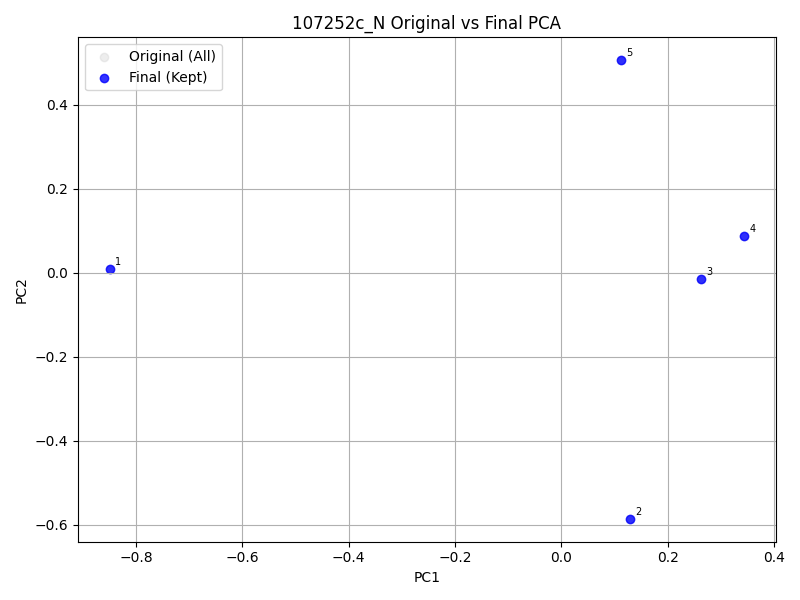 107252c_N Original vs Final PCA
Original (All)
Final (Kept)
5
4
3
1
2
0.4
0.2
0.0
−0.2
−0.4
−0.6
PC2
−0.8 −0.6 −0.4 −0.2 0.0 0.2 0.4
PC1